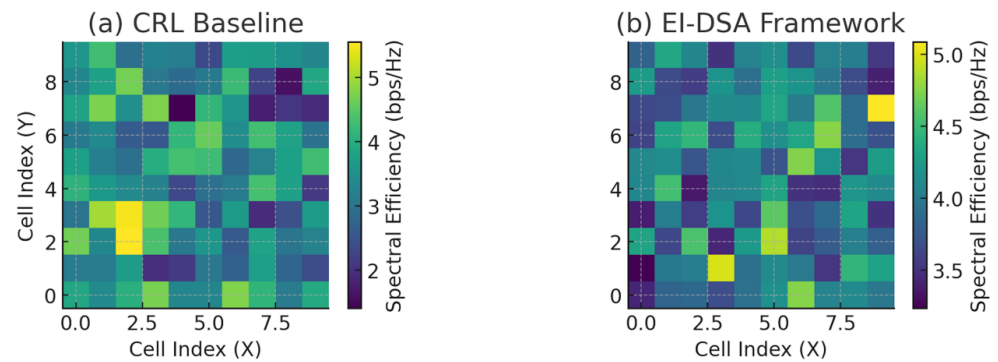 (a) CRL Baseline
8
6
4
2
0
0.0 2.5 5.0 7.5
Cell Index (X)
Cell Index (Y)
5
4
3
2
Spectral Efficiency (bps/Hz)
(b) EI-DSA Framework
8
6
4
2
0
0.0 2.5 5.0 7.5
Cell Index (X)
5.0
4.5
4.0
3.5
Spectral Efficiency (bps/Hz)